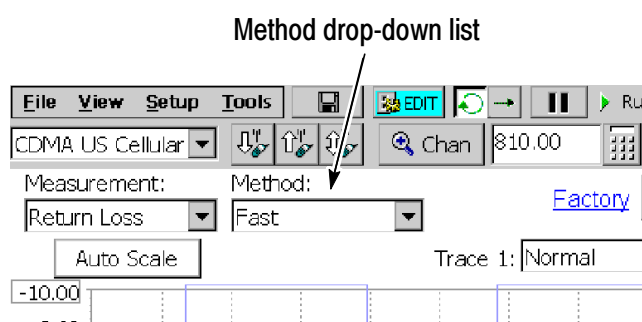 Method drop-down list
File View Setup Tools EDIT
CDMA US Cellular Chan 810.00
Measurement: Method:
Return Loss Fast Factory
Auto Scale Trace 1: Normal
-10.00